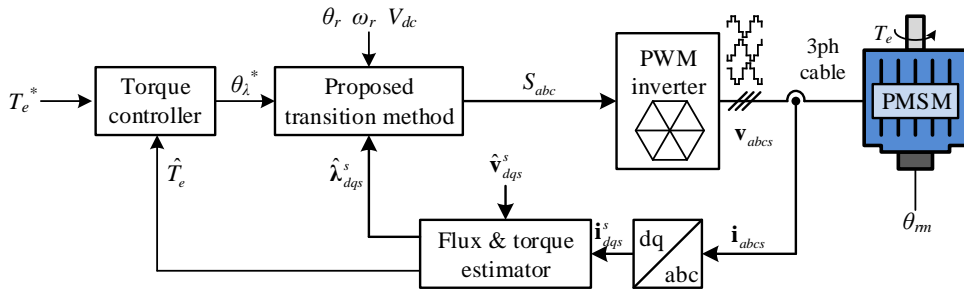 θr ωr Vdc
Te*
Torque
controller
θλ*
Proposed
transition method
Sabc
PWM
inverter
vabcs
3ph
cable
Te
PMSM
θrm
T̂e
λ̂sdqs
v̂sdqs
Flux & torque
estimator
isdqs
dq
abc
iabcs